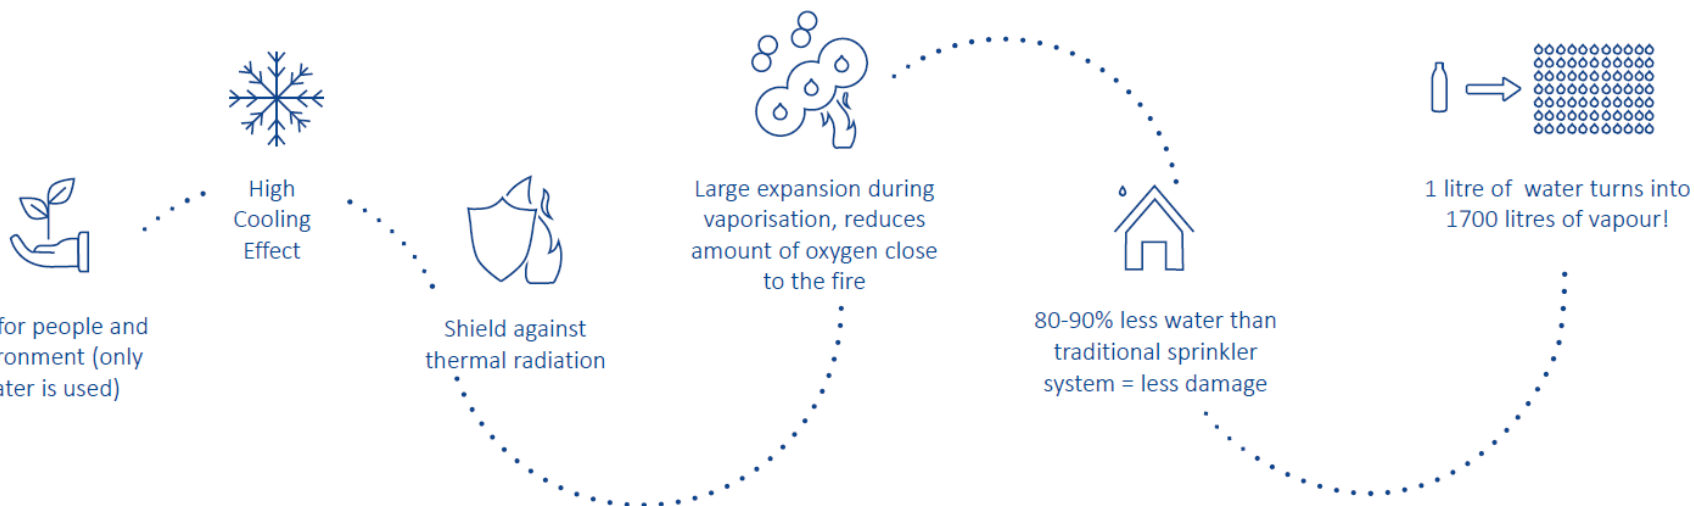 for people and
ronment (only
ater is used)
High
Cooling
Effect
Shield against
thermal radiation
Large expansion during
vaporisation, reduces
amount of oxygen close
to the fire
80-90% less water than
traditional sprinkler
system = less damage
1 litre of  water turns into
1700 litres of vapour!